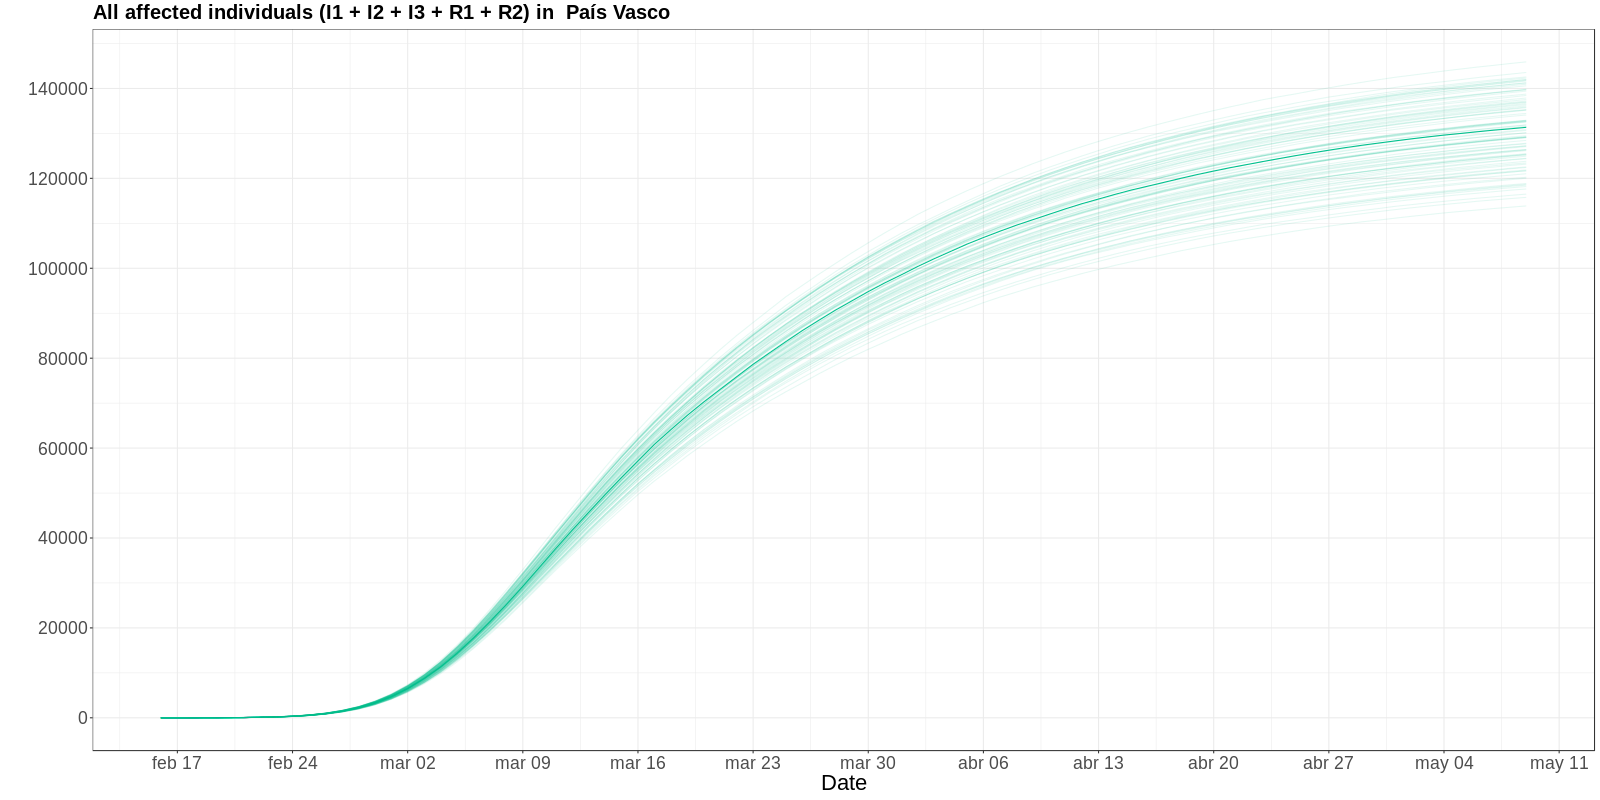 All affected individuals (I1 + I2 + I3 + R1 + R2) in  País Vasco
140000
120000
100000
80000
60000
40000
20000
0
feb 17 feb 24 mar 02 mar 09 mar 16 mar 23 mar 30 abr 06 abr 13 abr 20 abr 27 may 04 may 11
Date